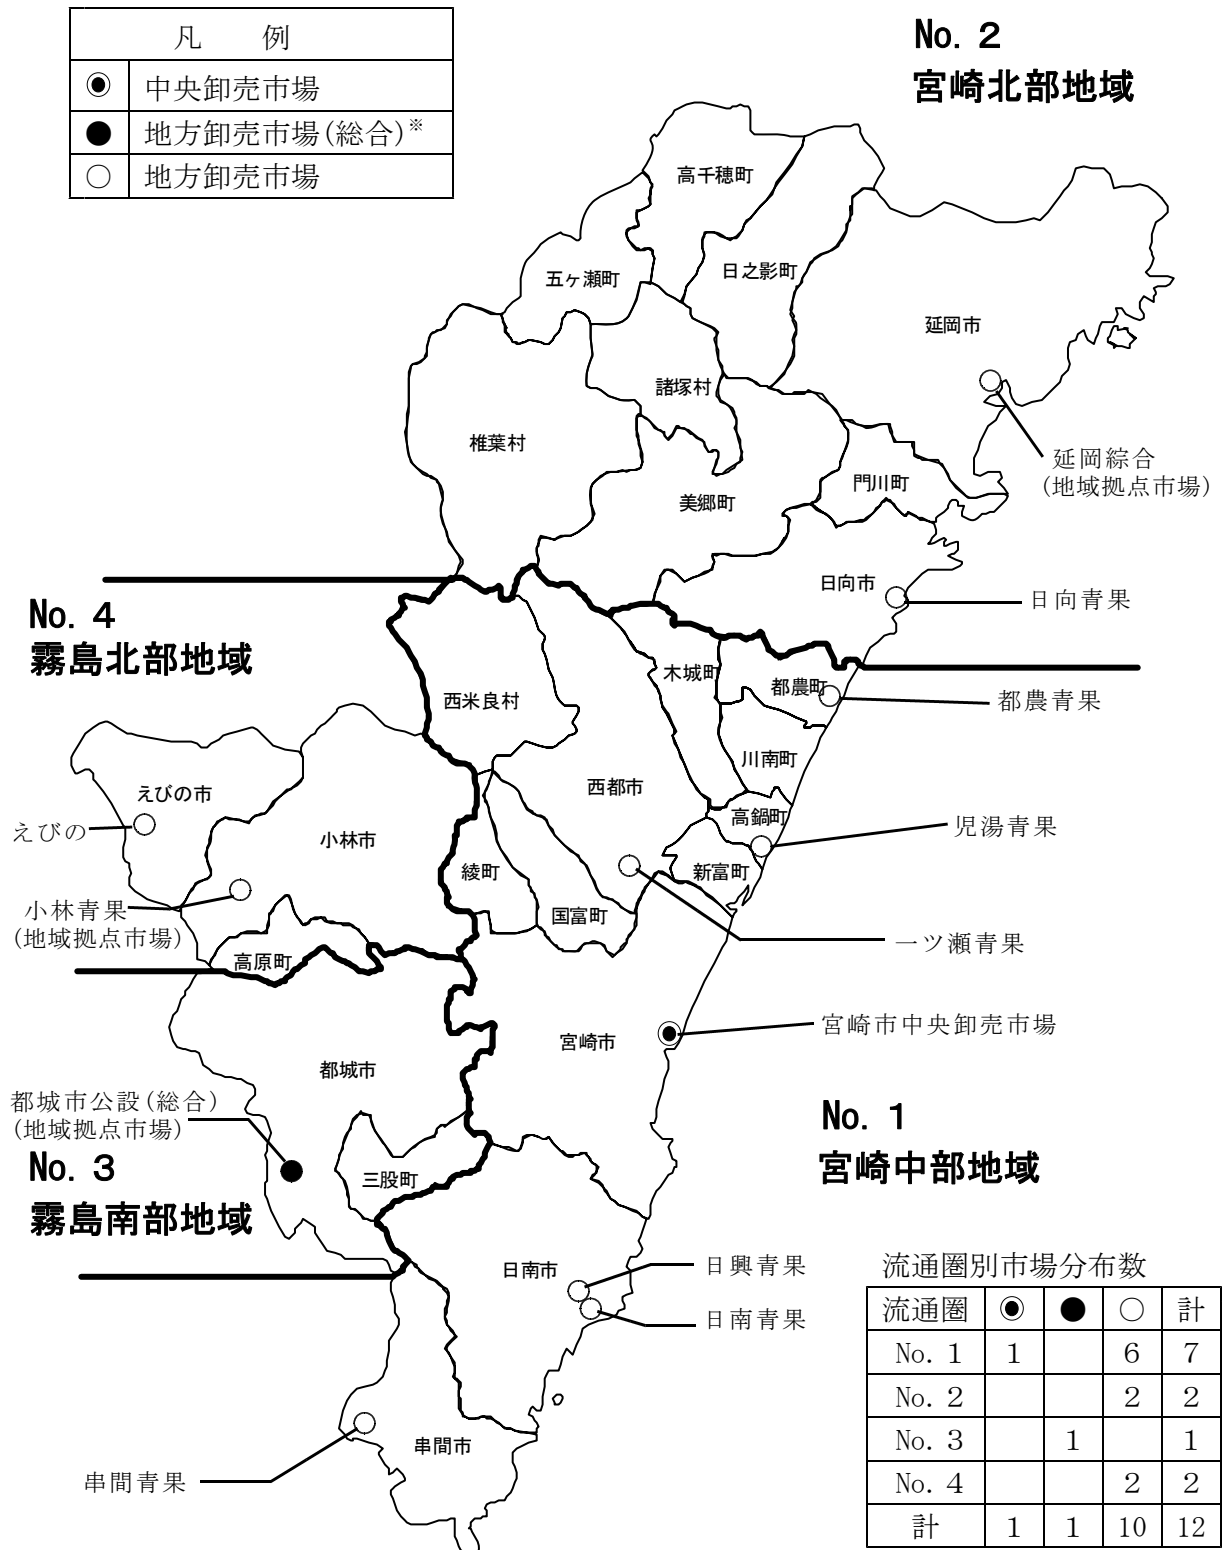 凡　例
◉ 中央卸売市場
● 地方卸売市場(総合)※
○ 地方卸売市場
No. 2
宮崎北部地域
高千穂町
日之影町
五ヶ瀬町
延岡市
諸塚村
椎葉村
延岡綜合
(地域拠点市場)
門川町
美郷町
日向市
日向青果
No. 4
霧島北部地域
木城町
都農町
都農青果
西米良村
川南町
西都市
えびの市
えびの
高鍋町
児湯青果
小林市
綾町
新富町
小林青果
(地域拠点市場)
国富町
一ツ瀬青果
高原町
宮崎市
宮崎市中央卸売市場
都城市
都城市公設(総合)
(地域拠点市場)
No. 1
宮崎中部地域
No. 3
霧島南部地域
三股町
日南市
日興青果
日南青果
串間市
串間青果
流通圏別市場分布数
流通圏 ◉ ● ○ 計
No. 1 1 6 7
No. 2 2 2
No. 3 1 1
No. 4 2 2
計 1 1 10 12